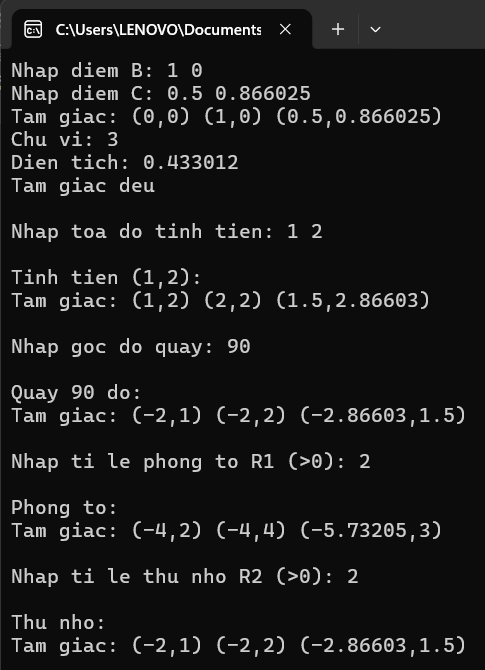 C:\Users\LENOVO\Documents
Nhap diem B: 1 0
Nhap diem C: 0.5 0.866025
Tam giac: (0,0) (1,0) (0.5,0.866025)
Chu vi: 3
Dien tich: 0.433012
Tam giac deu
Nhap toa do tinh tien: 1 2
Tinh tien (1,2):
Tam giac: (1,2) (2,2) (1.5,2.86603)
Nhap goc do quay: 90
Quay 90 do:
Tam giac: (-2,1) (-2,2) (-2.86603,1.5)
Nhap ti le phong to R1 (>0): 2
Phong to:
Tam giac: (-4,2) (-4,4) (-5.73205,3)
Nhap ti le thu nho R2 (>0): 2
Thu nho:
Tam giac: (-2,1) (-2,2) (-2.86603,1.5)